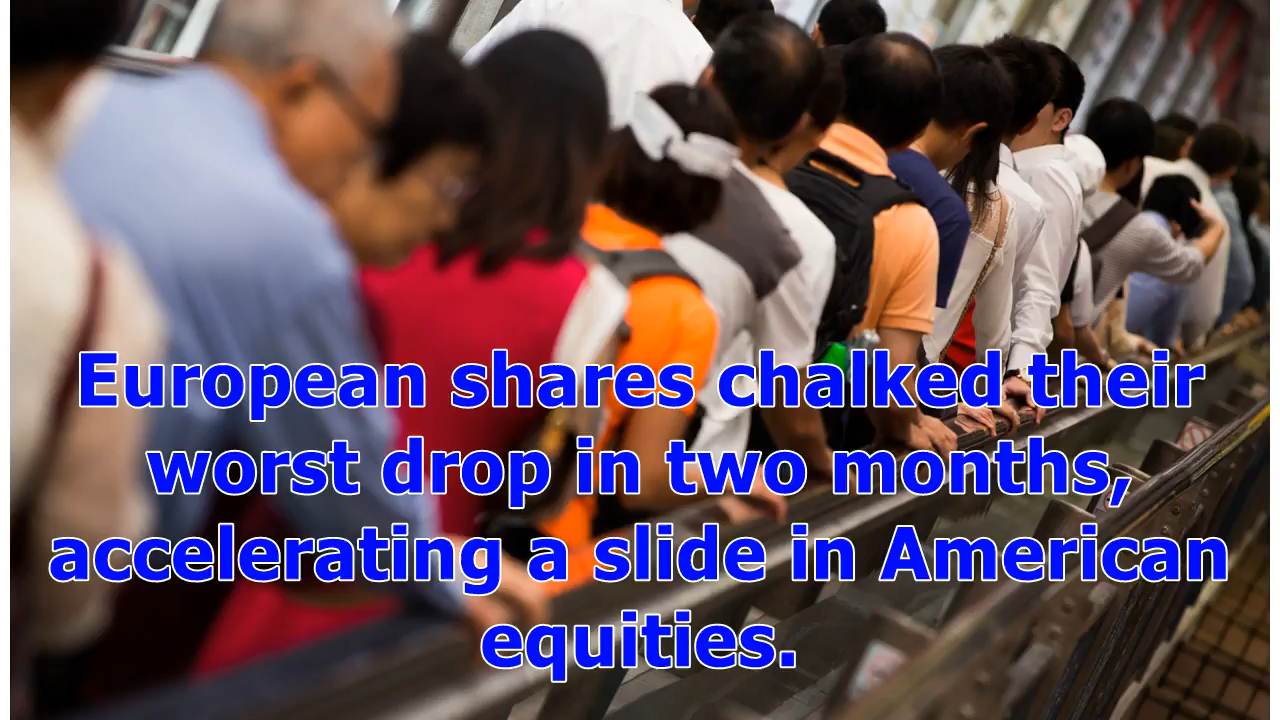 European shares chalked their
worst drop in two months,
accelerating a slide in American
equities.